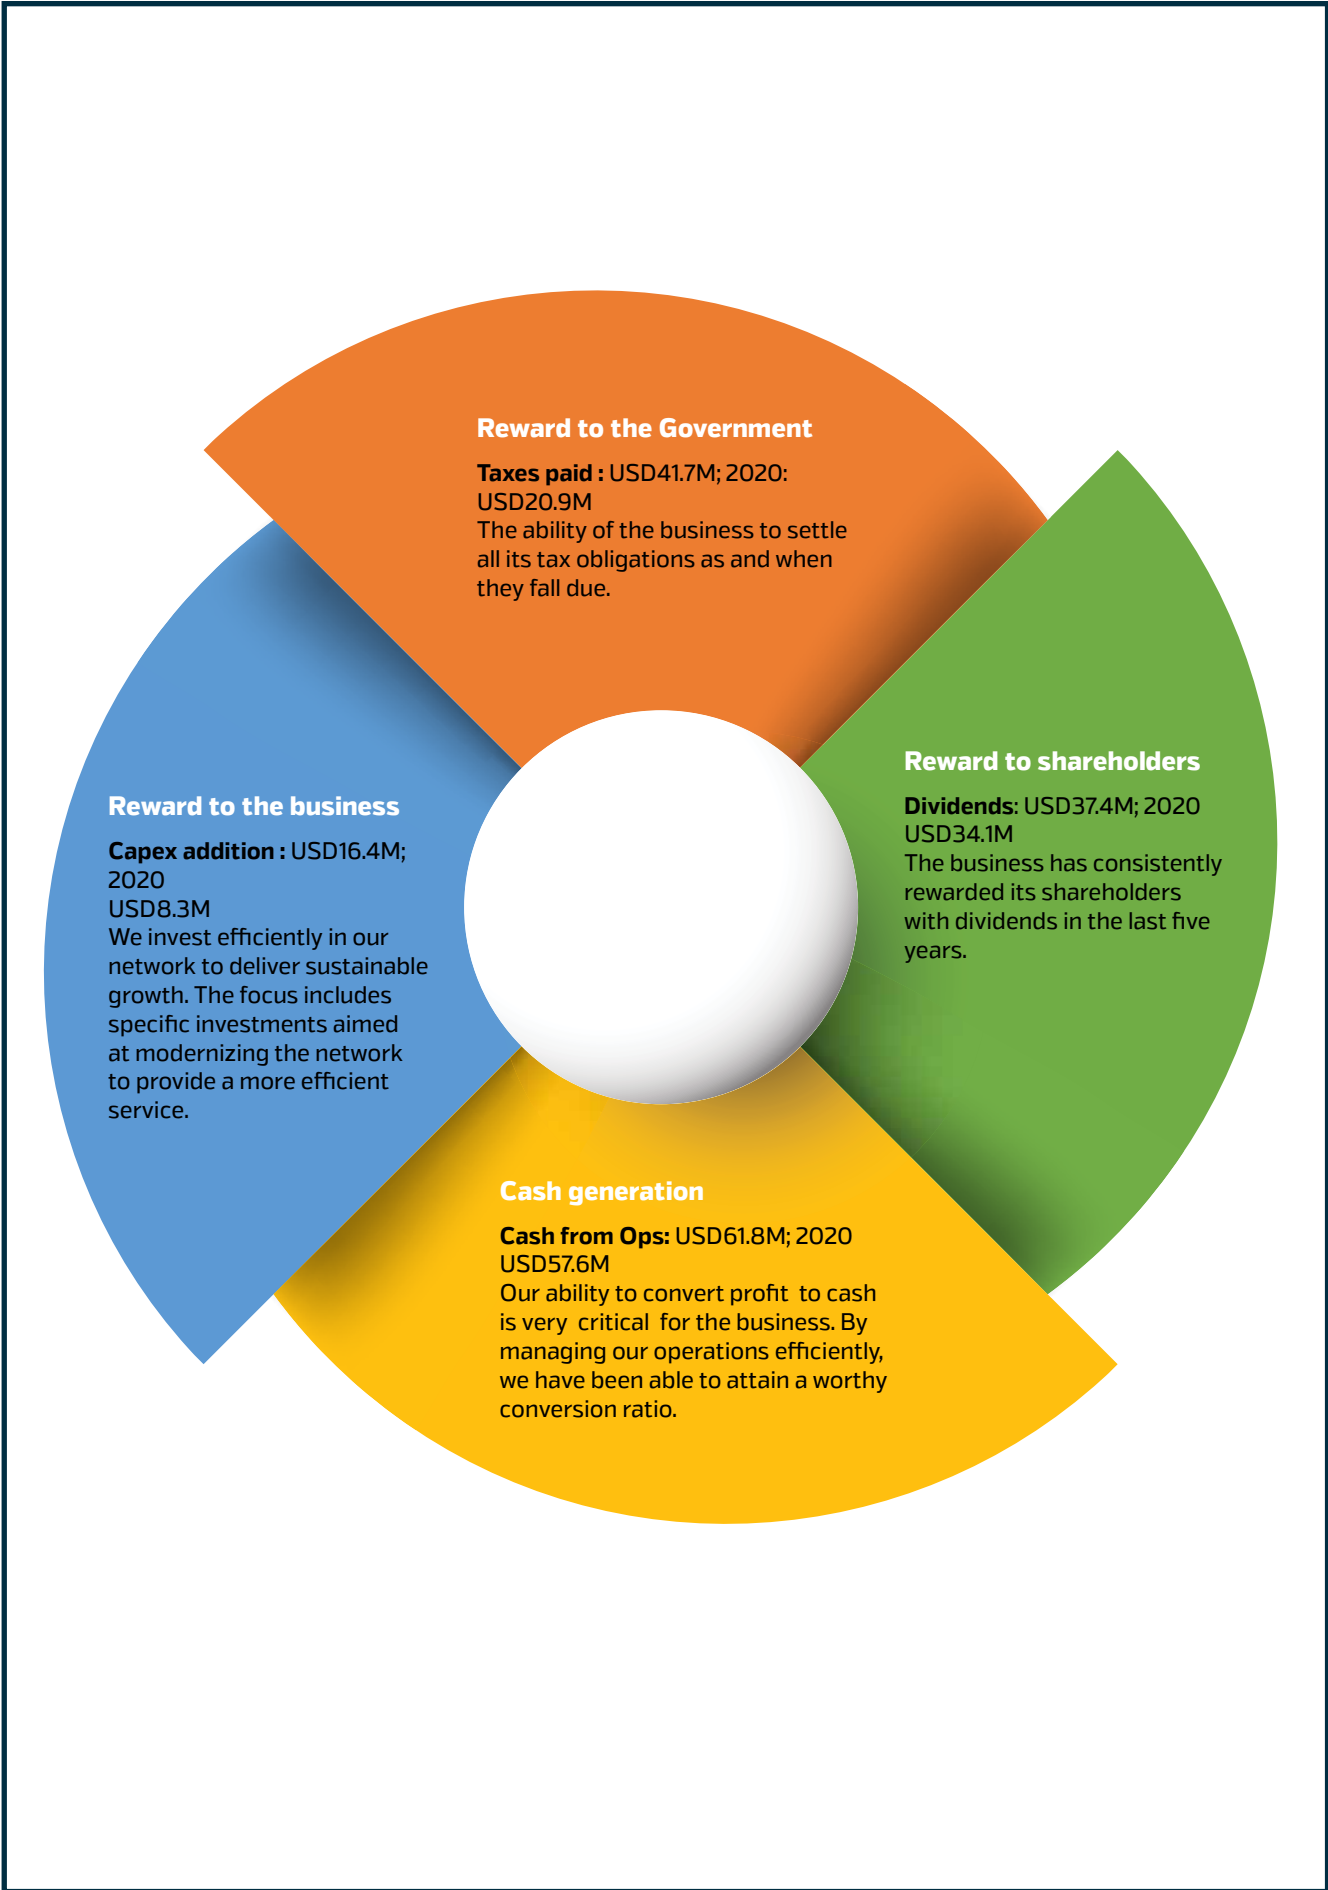 Reward to the Government
Taxes paid : USD41.7M; 2020:
USD20.9M
The ability of the business to settle
all its tax obligations as and when
they fall due.
Reward to shareholders
Dividends: USD37.4M; 2020
USD34.1M
The business has consistently
rewarded its shareholders
with dividends in the last five
years.
Reward to the business
Capex addition : USD16.4M;
2020
USD8.3M
We invest efficiently in our
network to deliver sustainable
growth. The focus includes
specific investments aimed
at modernizing the network
to provide a more efficient
service.
Cash generation
Cash from Ops: USD61.8M; 2020
USD57.6M
Our ability to convert profit to cash
is very critical for the business. By
managing our operations efficiently,
we have been able to attain a worthy
conversion ratio.